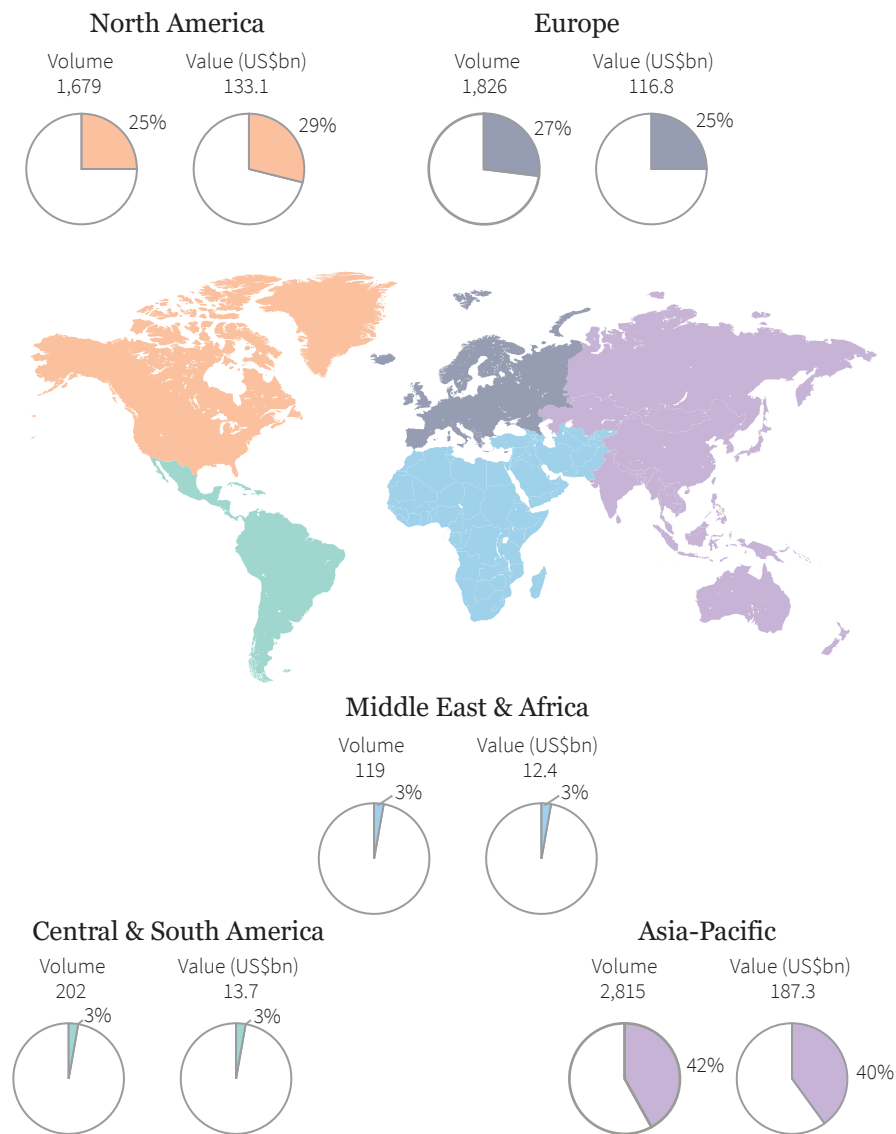 North America
Volume
1,679
25%
Value (US$bn)
133.1
29%
Europe
Volume
1,826
27%
Value (US$bn)
116.8
25%
Middle East & Africa
Volume
119
3%
Value (US$bn)
12.4
3%
Central & South America
Volume
202
3%
Value (US$bn)
13.7
3%
Asia-Pacific
Volume
2,815
42%
Value (US$bn)
187.3
40%